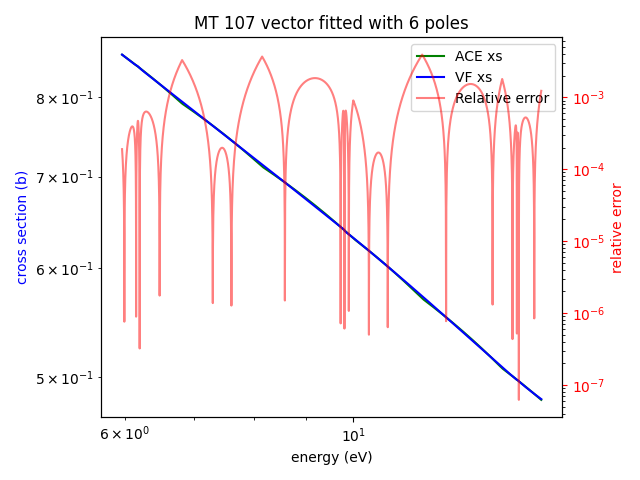 MT 107 vector fitted with 6 poles
ACE xs
VF xs
Relative error
cross section (b)
8 × 10⁻¹
7 × 10⁻¹
6 × 10⁻¹
5 × 10⁻¹
10⁻³
10⁻⁴
10⁻⁵
10⁻⁶
10⁻⁷
relative error
6 × 10⁰
10¹
energy (eV)